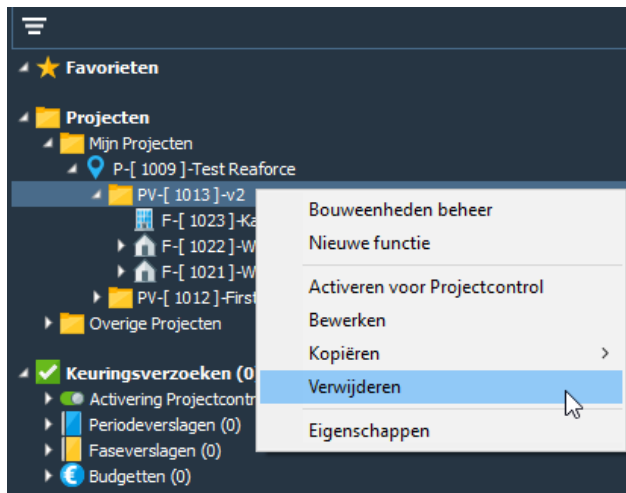 Favorieten
Projecten
Mijn Projecten
P-[ 1009 ]-Test Reaforce
PV-[ 1013 ]-v2
F-[ 1023 ]-Ka
F-[ 1022 ]-W
F-[ 1021 ]-W
PV-[ 1012 ]-First
Overige Projecten
Keuringsverzoeken (0
Activering Projectcontr
Periodeverslagen (0)
Faseverslagen (0)
Budgetten (0)
Bouweenheden beheer
Nieuwe functie
Activeren voor Projectcontrol
Bewerken
Kopiëren
Verwijderen
Eigenschappen